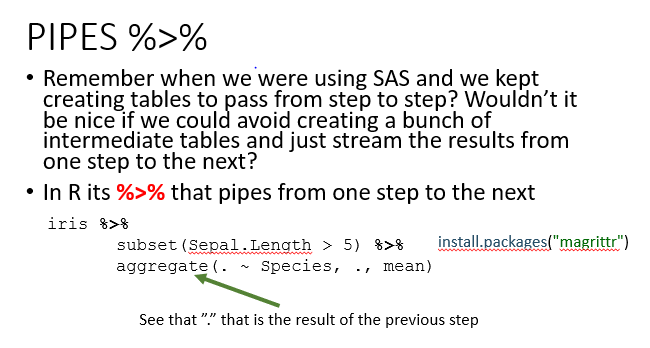 PIPES %>%
• Remember when we were using SAS and we kept
creating tables to pass from step to step? Wouldn’t it
be nice if we could avoid creating a bunch of
intermediate tables and just stream the results from
one step to the next?
• In R its %>% that pipes from one step to the next
iris %>%
subset(Sepal.Length > 5) %>%
install.packages("magrittr")
aggregate(. ~ Species, ., mean)
See that ”.” that is the result of the previous step